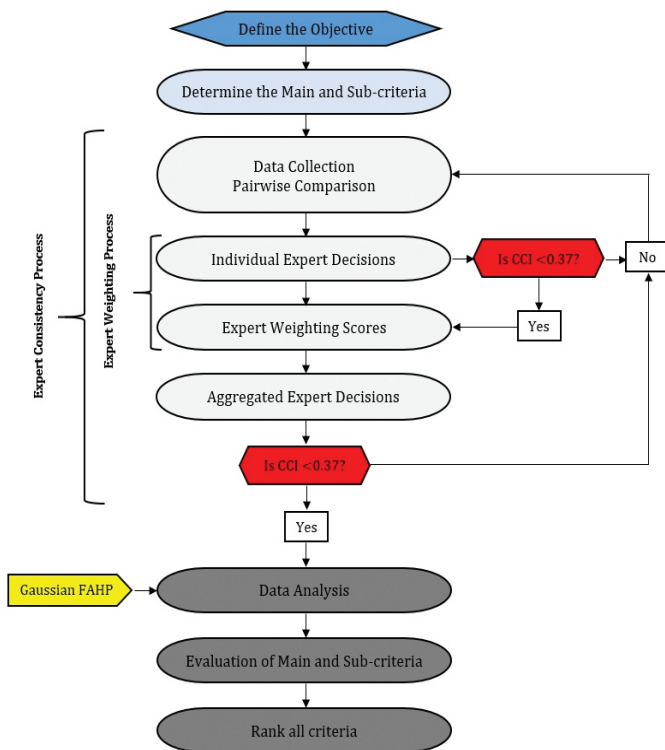 Define the Objective
Determine the Main and Sub-criteria
Data Collection
Pairwise Comparison
Expert Consistency Process
Expert Weighting Process
Individual Expert Decisions
Is CCI <0.37?
No
Yes
Expert Weighting Scores
Aggregated Expert Decisions
Is CCI <0.37?
Yes
Gaussian FAHP
Data Analysis
Evaluation of Main and Sub-criteria
Rank all criteria